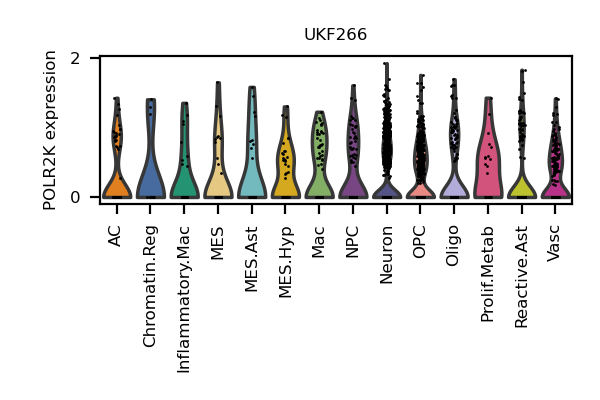 UKF266
POLR2K expression
2
0
AC
Chromatin.Reg
Inflammatory.Mac
MES
MES.Ast
MES.Hyp
Mac
NPC
Neuron
OPC
Oligo
Prolif.Metab
Reactive.Ast
Vasc